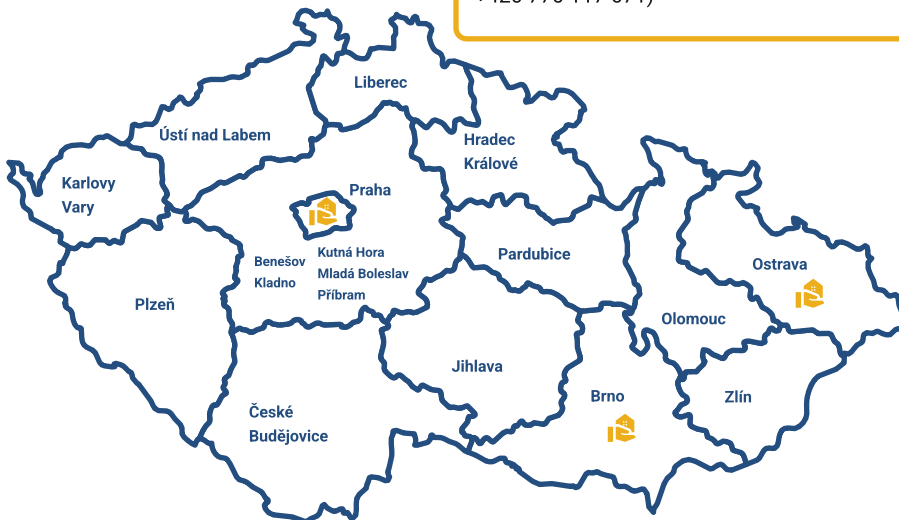 Liberec
Ústí nad Labem
Hradec
Králové
Karlovy
Vary
Praha
Benešov
Kladno
Kutná Hora
Mladá Boleslav
Příbram
Pardubice
Ostrava
Plzeň
Olomouc
Jihlava
Brno
Zlín
České
Budějovice